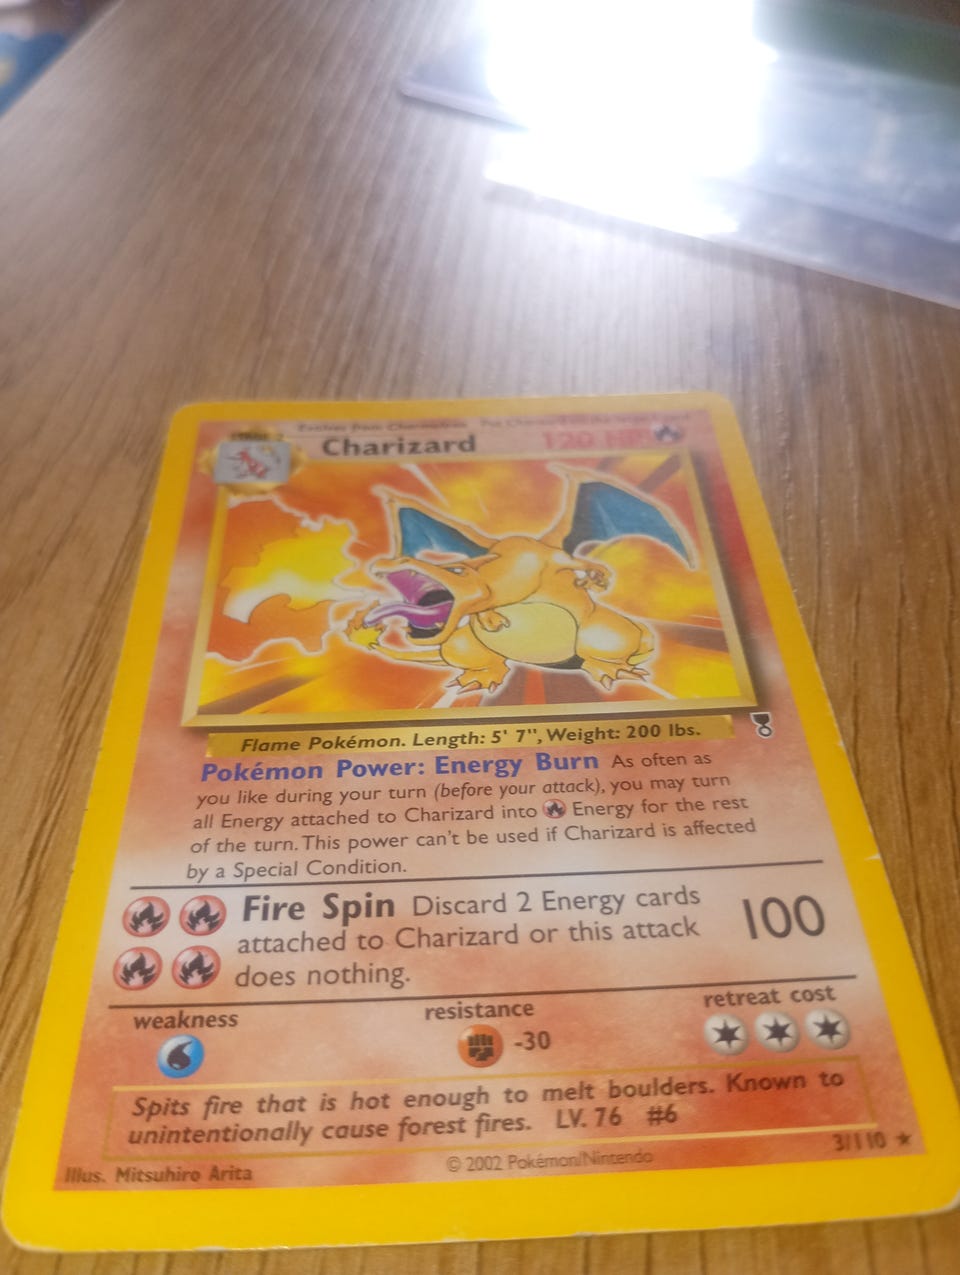 Charizard 120 HP
Flame Pokémon. Length: 5' 7", Weight: 200 lbs.
Pokémon Power: Energy Burn As often as
you like during your turn (before your attack), you may turn
all Energy attached to Charizard into Energy for the rest
of the turn. This power can't be used if Charizard is affected
by a Special Condition.
Fire Spin Discard 2 Energy cards
attached to Charizard or this attack
does nothing.
100
weakness resistance retreat cost
-30
Spits fire that is hot enough to melt boulders. Known to
unintentionally cause forest fires. LV. 76 #6
3/110
Illus. Mitsuhiro Arita © 2002 Pokémon/Nintendo